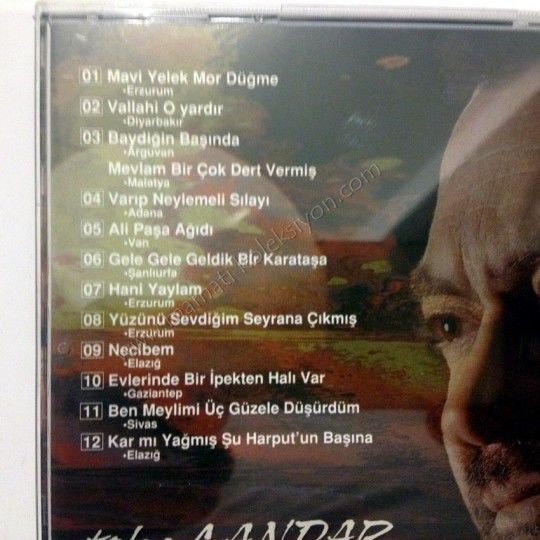 01 Mavi Yelek Mor Düğme
•Erzurum
02 Vallahi O yardır
•Diyarbakır
03 Baydiğin Başında
•Arguvan
Mevlam Bir Çok Dert Vermiş
•Malatya
04 Varıp Neylemeli Sılayı
•Adana
05 Ali Paşa Ağıdı
•Van
06 Gele Gele Geldik Bir Karataşa
•Şanlıurfa
07 Hani Yaylam
•Erzurum
08 Yüzünü Sevdiğim Seyrana Çıkmış
•Erzurum
09 Necibem
•Elazığ
10 Evlerinde Bir İpekten Halı Var
•Gaziantep
11 Ben Meylimi Üç Güzele Düşürdüm
•Sivas
12 Kar mı Yağmış Şu Harput'un Başına
•Elazığ